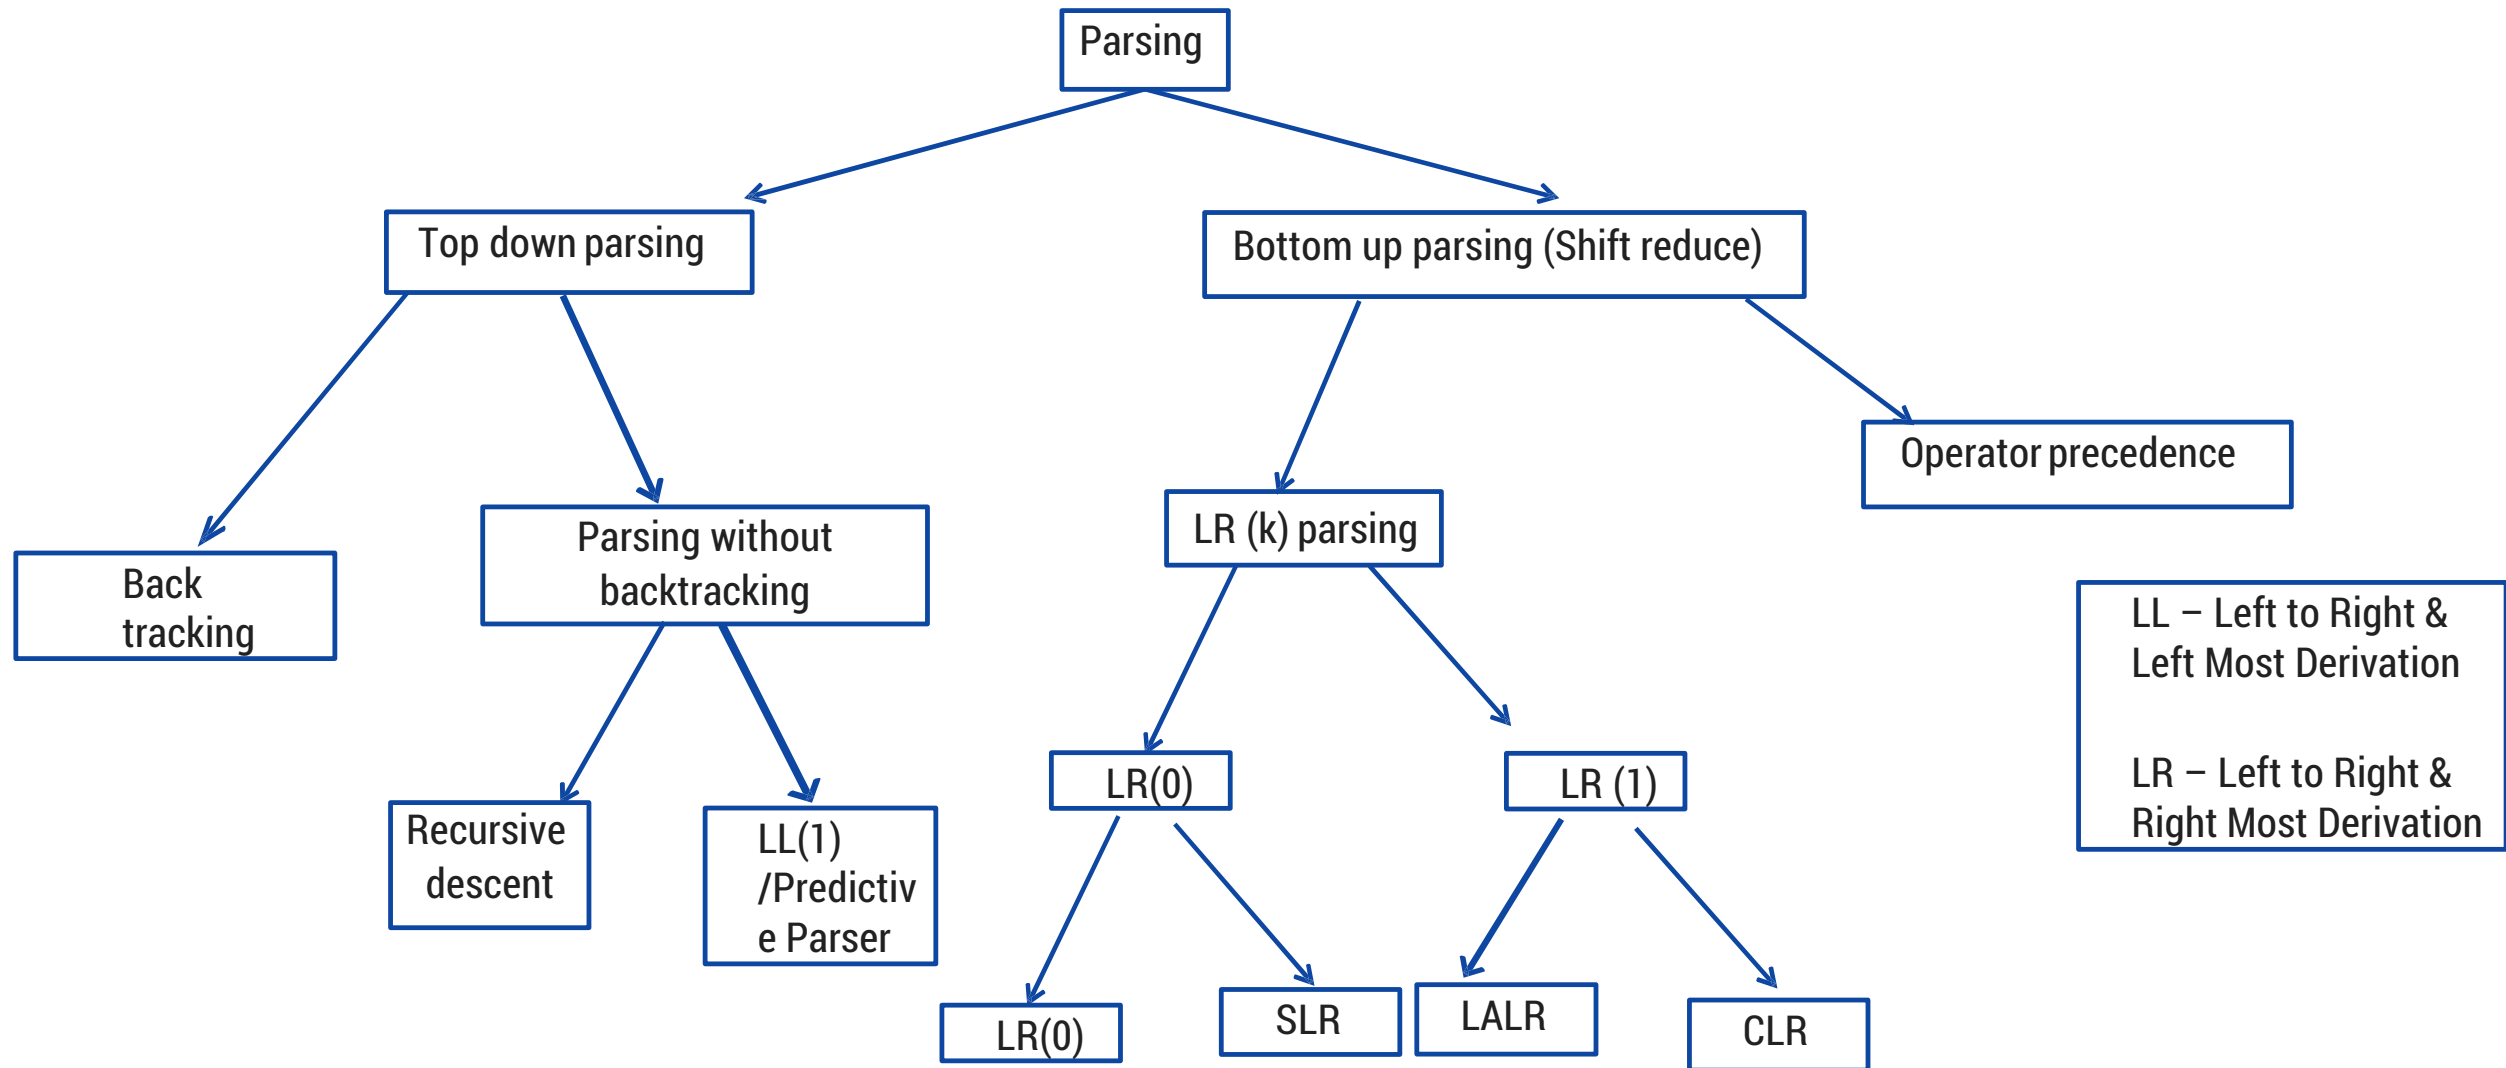 Parsing
Top down parsing
Bottom up parsing (Shift reduce)
Operator precedence
LR (k) parsing
Parsing without
backtracking
Back
tracking
LL – Left to Right &
Left Most Derivation
LR – Left to Right &
Right Most Derivation
LR(0)
LR (1)
Recursive
descent
LL(1)
/Predictiv
e Parser
LR(0)
SLR
LALR
CLR